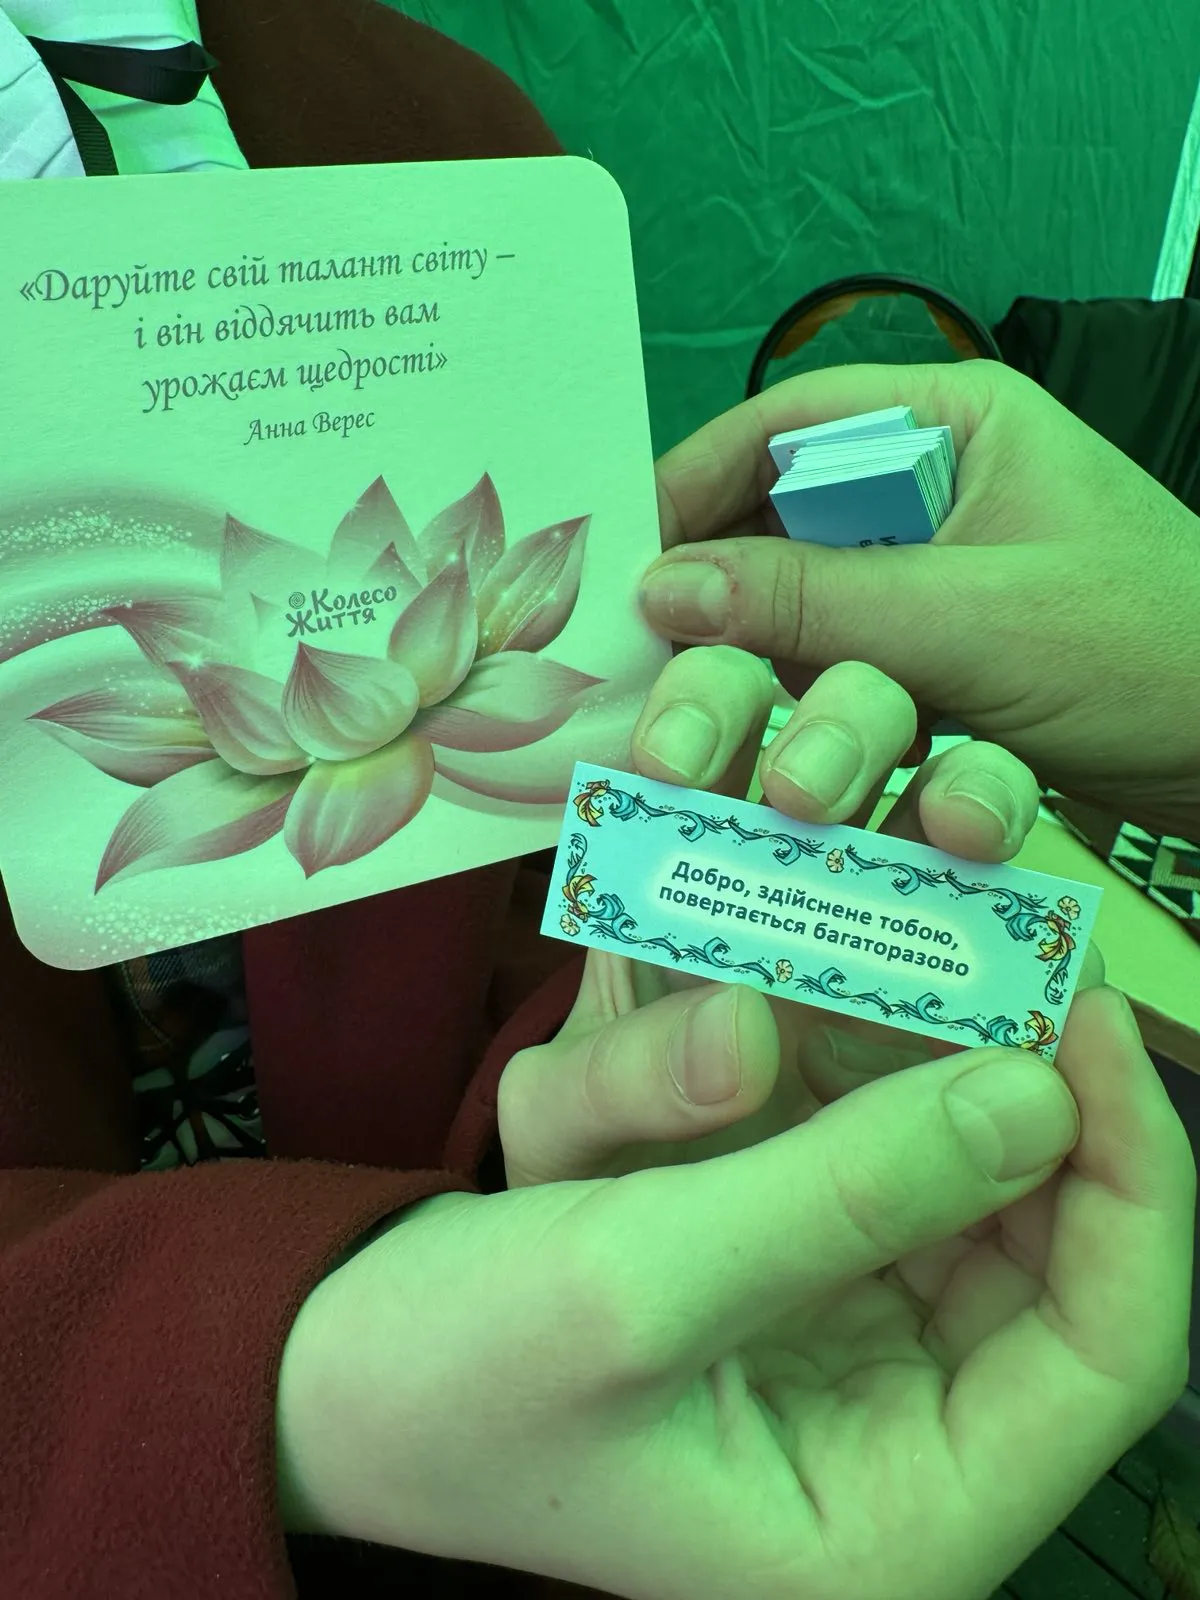 «Даруйте свій талант світу –
і він віддячить вам
урожаєм щедрості»
Анна Верес
Колесо
Життя
Добро, здійснене тобою,
повертається багаторазово